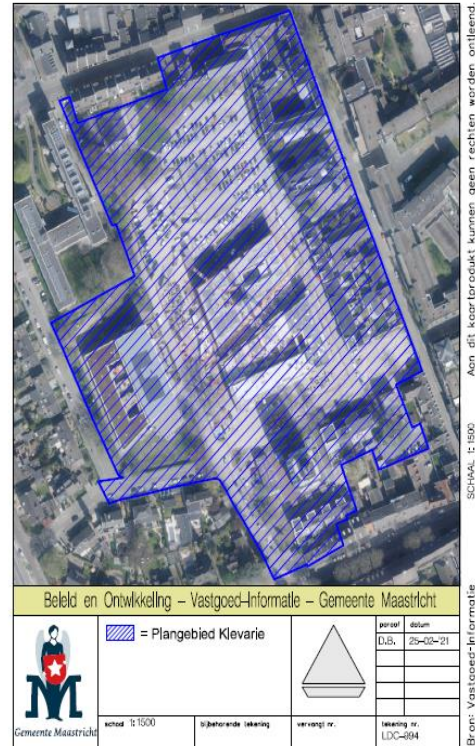 Beleid en Ontwikkeling – Vastgoed-Informatie – Gemeente Maastricht
= Plangebied Klevarie
paraaf datum
D.B. 25-02-'21
Gemeente Maastricht
schaal 1:1500
bijbehorende tekening
vervangt nr.
tekening nr.
LDC-894
Bron: Vastgoed-Informatie
SCHAAL 1:1500
Aan dit kaartprodukt kunnen geen rechten worden ontleend.